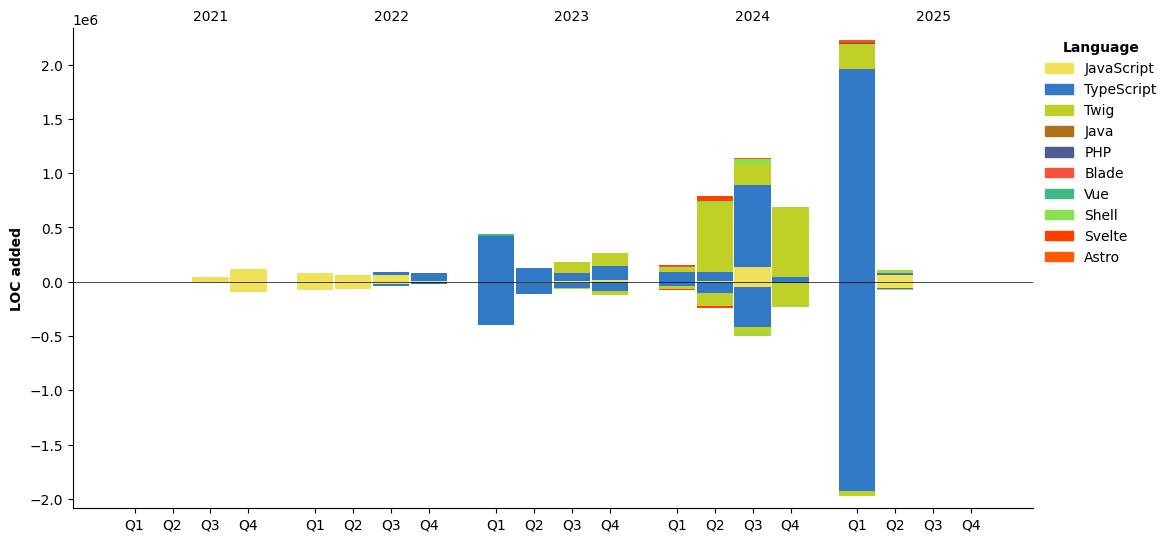 1e6
2021 2022 2023 2024 2025
2.0
1.5
1.0
0.5
0.0
−0.5
−1.0
−1.5
−2.0
LOC added
Q1 Q2 Q3 Q4 Q1 Q2 Q3 Q4 Q1 Q2 Q3 Q4 Q1 Q2 Q3 Q4 Q1 Q2 Q3 Q4
Language
JavaScript
TypeScript
Twig
Java
PHP
Blade
Vue
Shell
Svelte
Astro